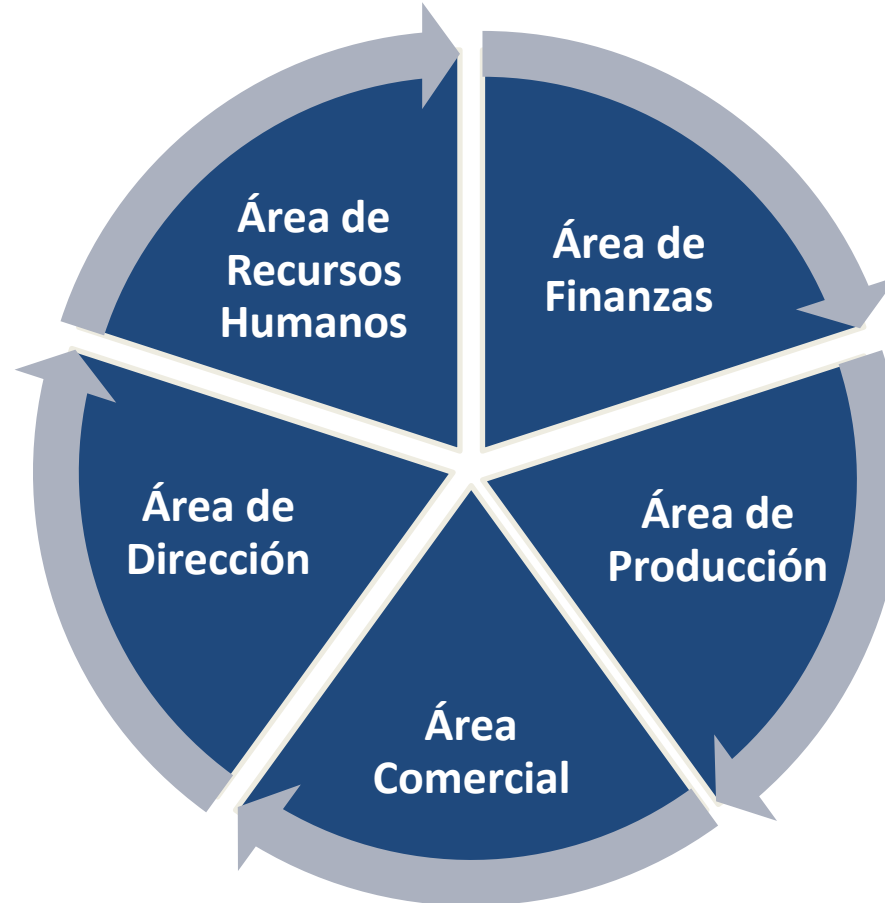 Área de
Recursos
Humanos
Área de
Finanzas
Área de
Dirección
Área de
Producción
Área
Comercial